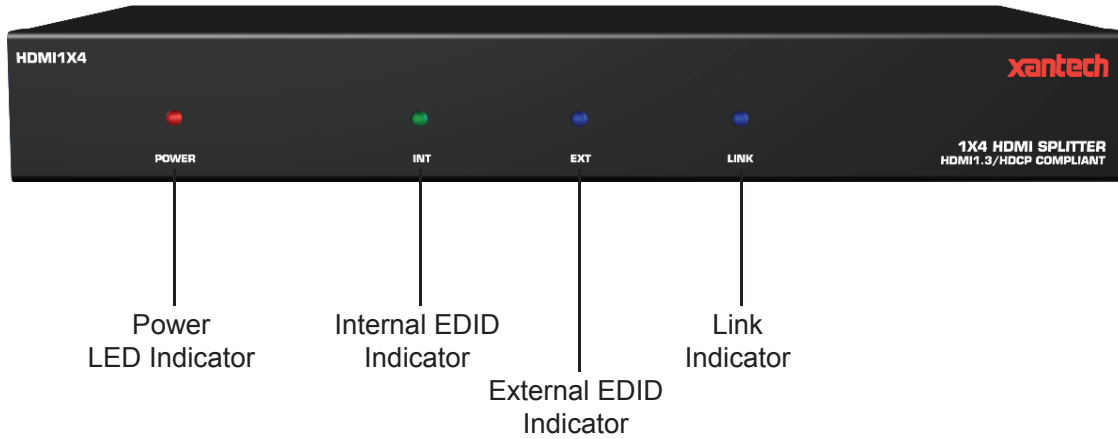 HDMI1X4
xantech
POWER
INT
EXT
LINK
1X4 HDMI SPLITTER
HDMI1.3/HDCP COMPLIANT
Power
LED Indicator
Internal EDID
Indicator
External EDID
Indicator
Link
Indicator